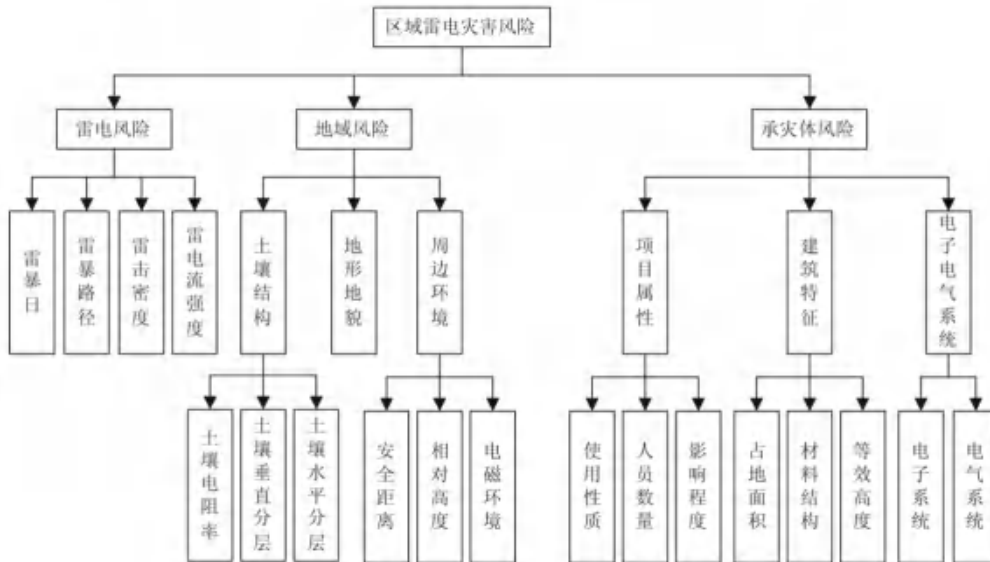 区域雷电灾害风险
雷电风险
地域风险
承灾体风险
雷暴日
雷暴路径
雷击密度
雷电流强度
土壤结构
地形地貌
周边环境
项目属性
建筑特征
电子电气系统
土壤电阻率
土壤垂直分层
土壤水平分层
安全距离
相对高度
电磁环境
使用性质
人员数量
影响程度
占地面积
材料结构
等效高度
电子系统
电气系统